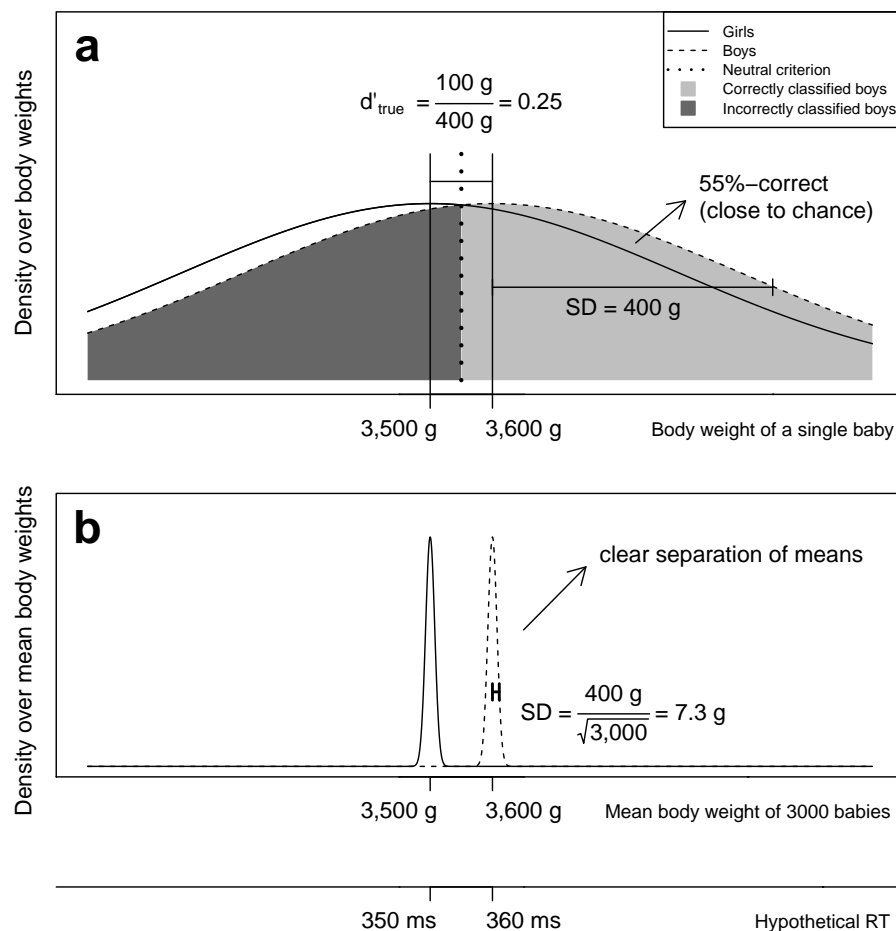 a
Girls
Boys
Neutral criterion
Correctly classified boys
Incorrectly classified boys
d'true = 100 g / 400 g = 0.25
55%−correct
(close to chance)
SD = 400 g
Density over body weights
3,500 g 3,600 g Body weight of a single baby
b
clear separation of means
SD = 400 g / √3,000 = 7.3 g
Density over mean body weights
3,500 g 3,600 g Mean body weight of 3000 babies
350 ms 360 ms Hypothetical RT